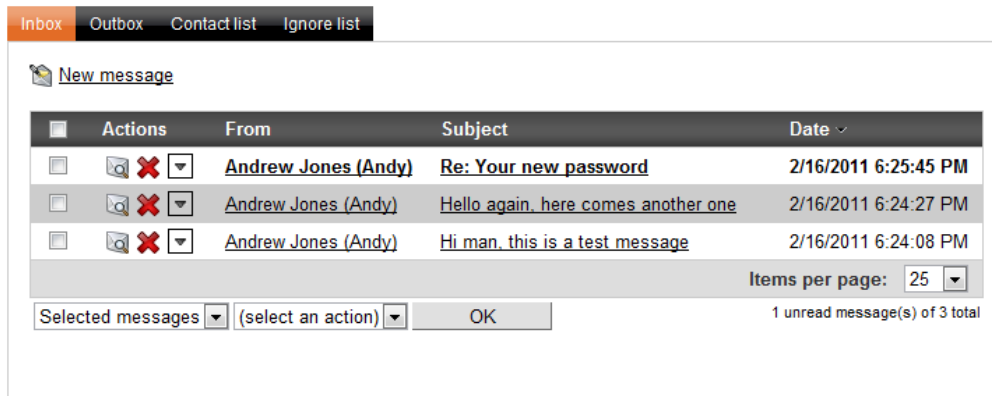 Inbox Outbox Contact list Ignore list
New message
Actions From Subject Date
Andrew Jones (Andy) Re: Your new password 2/16/2011 6:25:45 PM
Andrew Jones (Andy) Hello again, here comes another one 2/16/2011 6:24:27 PM
Andrew Jones (Andy) Hi man, this is a test message 2/16/2011 6:24:08 PM
Items per page: 25
Selected messages (select an action) OK 1 unread message(s) of 3 total